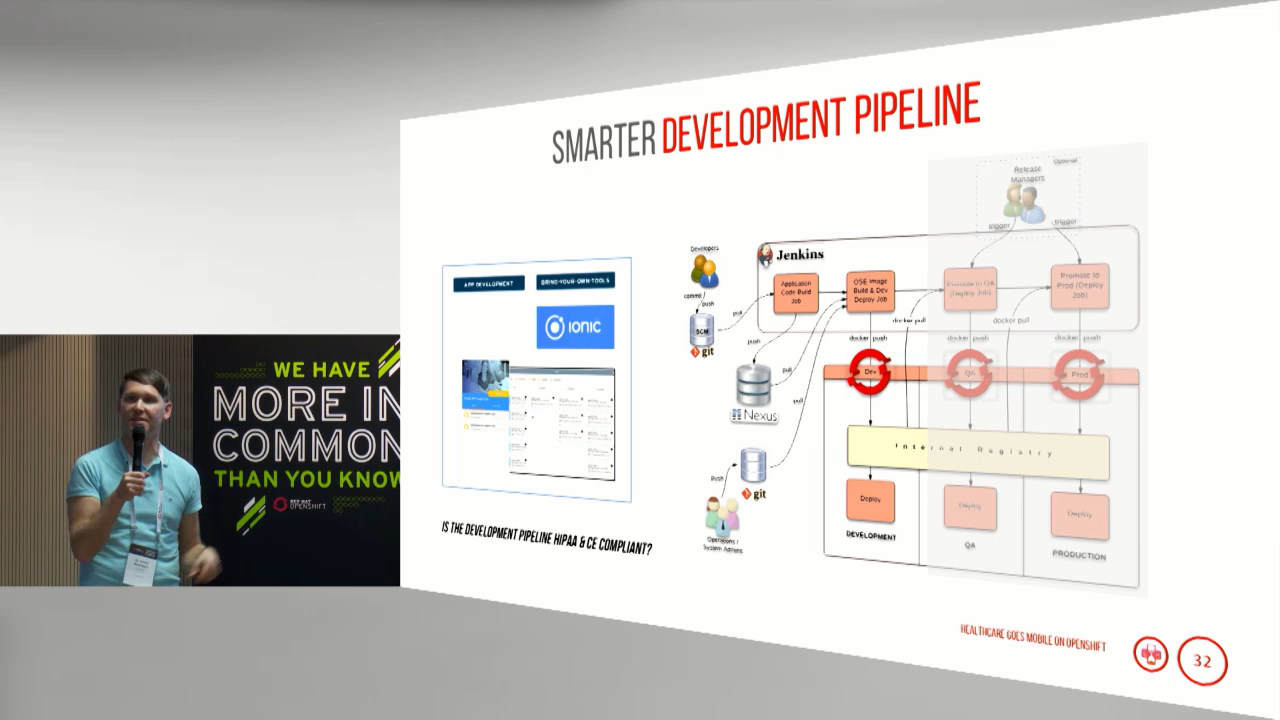 SMARTER DEVELOPMENT PIPELINE
APP DEVELOPMENT
BRING-YOUR-OWN-TOOLS
IONIC
IS THE DEVELOPMENT PIPELINE HIPAA & CE COMPLIANT?
Optional
Release
Managers
trigger
trigger
Developers
commit /
push
SCM
git
pull
Jenkins
Application
Code Build
Job
OSE Image
Build & Dev
Deploy Job
Promote to QA
(Deploy Job)
Promote to
Prod (Deploy
Job)
docker pull
docker pull
push
docker push
docker push
docker push
pull
pull
Nexus
Dev
QA
Prod
Internal Registry
push
git
Operations /
System Admins
Deploy
Deploy
Deploy
DEVELOPMENT
QA
PRODUCTION
WE HAVE
MORE IN
COMMON
THAN YOU KNOW
RED HAT
OPENSHIFT
HEALTHCARE GOES MOBILE ON OPENSHIFT
32